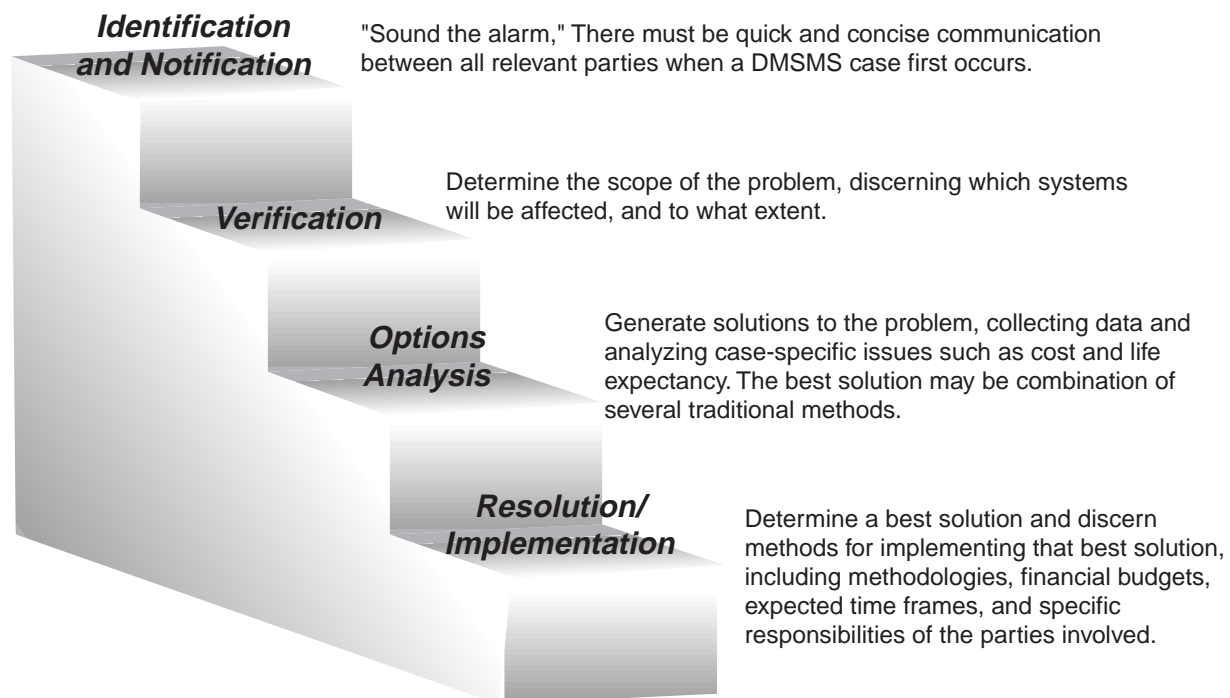 Identification
and Notification
"Sound the alarm," There must be quick and concise communication
between all relevant parties when a DMSMS case first occurs.
Verification
Determine the scope of the problem, discerning which systems
will be affected, and to what extent.
Options
Analysis
Generate solutions to the problem, collecting data and
analyzing case-specific issues such as cost and life
expectancy. The best solution may be combination of
several traditional methods.
Resolution/
Implementation
Determine a best solution and discern
methods for implementing that best solution,
including methodologies, financial budgets,
expected time frames, and specific
responsibilities of the parties involved.